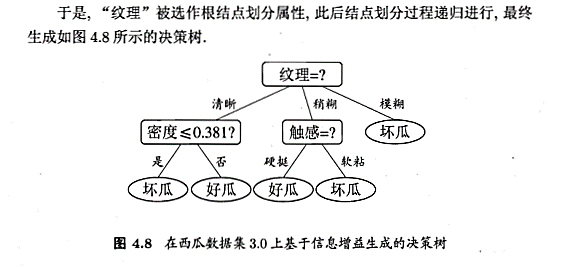 于是, “纹理”被选作根结点划分属性, 此后结点划分过程递归进行, 最终
生成如图 4.8 所示的决策树.
纹理=?
清晰 稍糊 模糊
密度≤0.381? 触感=? 坏瓜
是 否 硬挺 软粘
坏瓜 好瓜 好瓜 坏瓜
图 4.8 在西瓜数据集3.0上基于信息增益生成的决策树